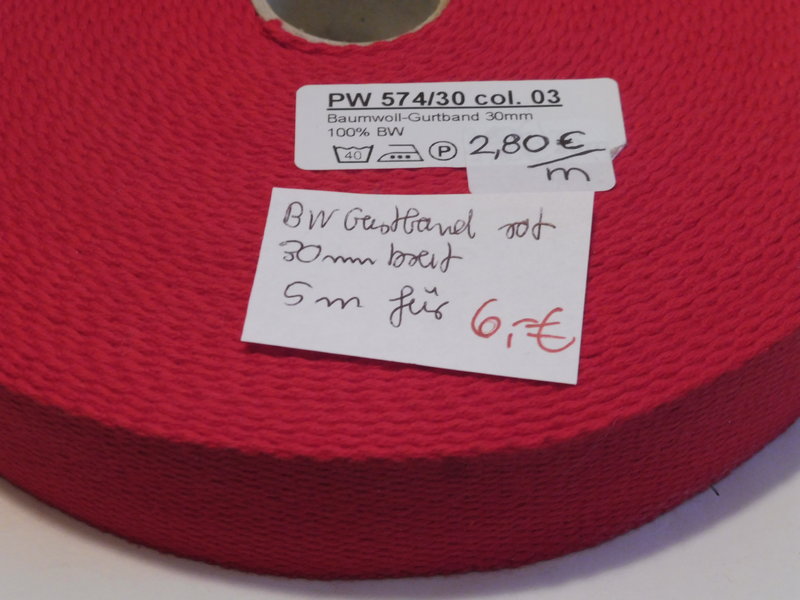 PW 574/30 col. 03
Baumwoll-Gurtband 30mm
100% BW
40 P 2,80 €/m
BW Gurtband rot
30mm breit
5m für 6,-€